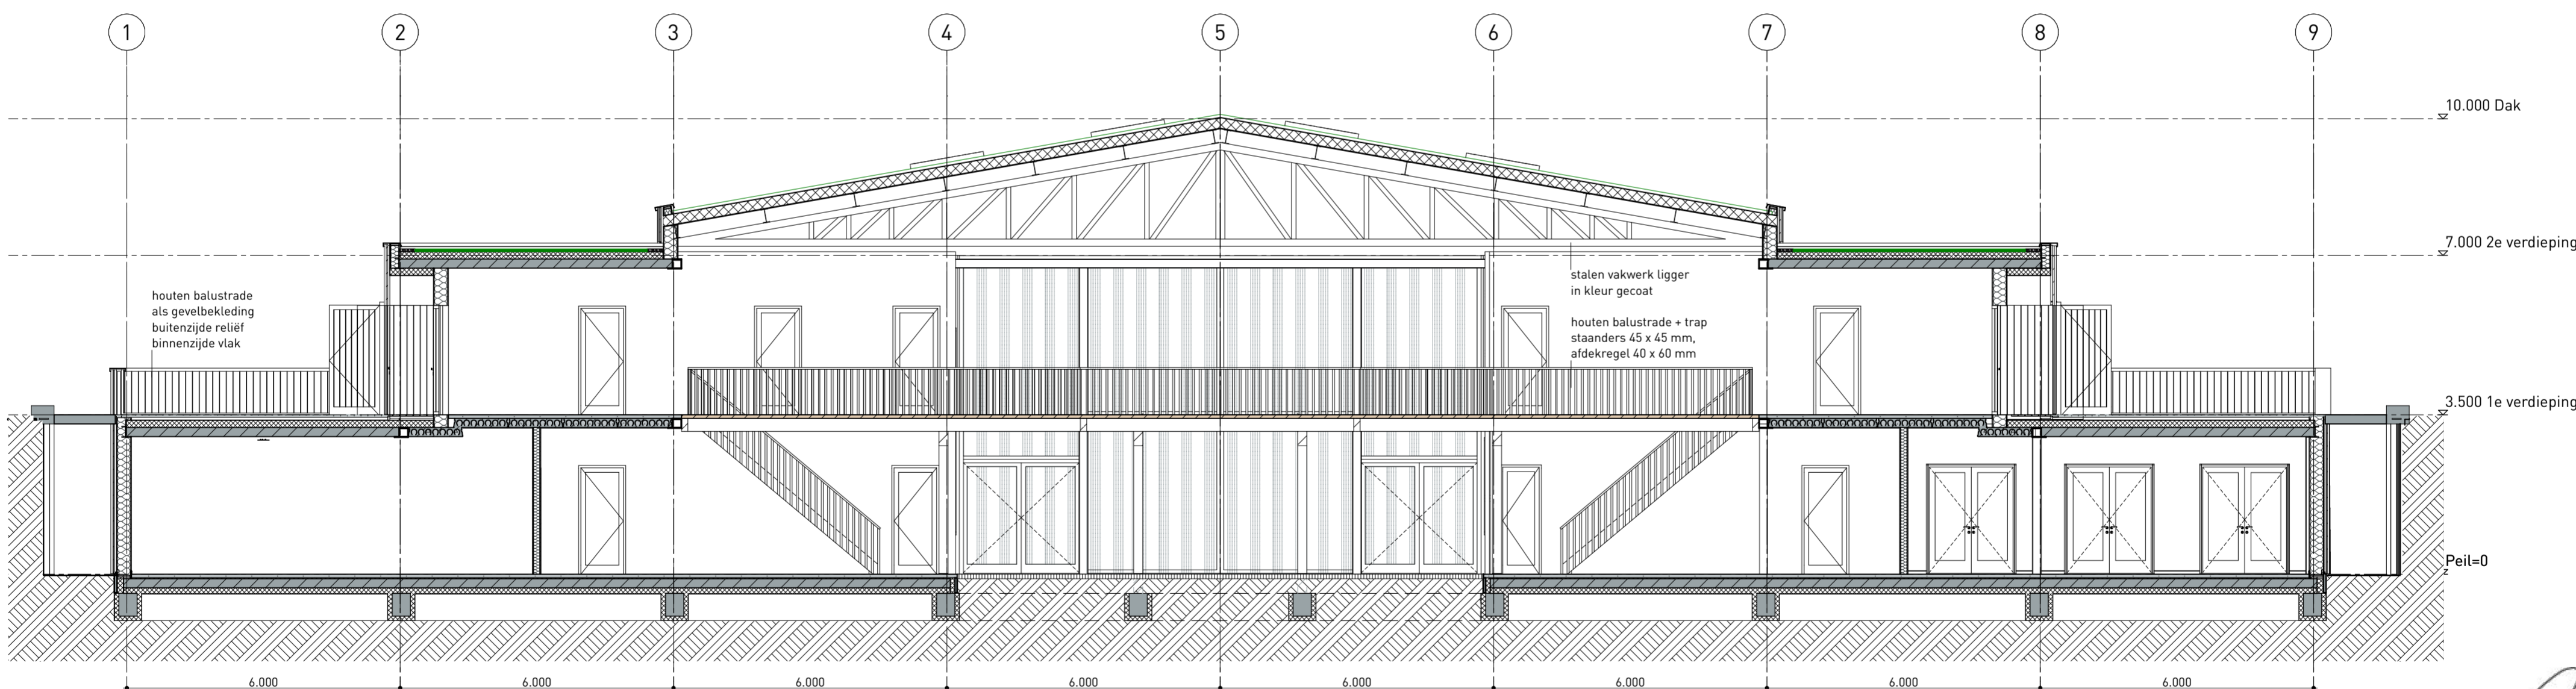 1 2 3 4 5 6 7 8 9
10.000 Dak
7.000 2e verdieping
stalen vakwerk ligger
in kleur gecoat
houten balustrade
als gevelbekleding
buitenzijde reliëf
binnenzijde vlak
houten balustrade + trap
staanders 45 x 45 mm,
afdekregel 40 x 60 mm
3.500 1e verdieping
Peil=0
6.000 6.000 6.000 6.000 6.000 6.000 6.000 6.000